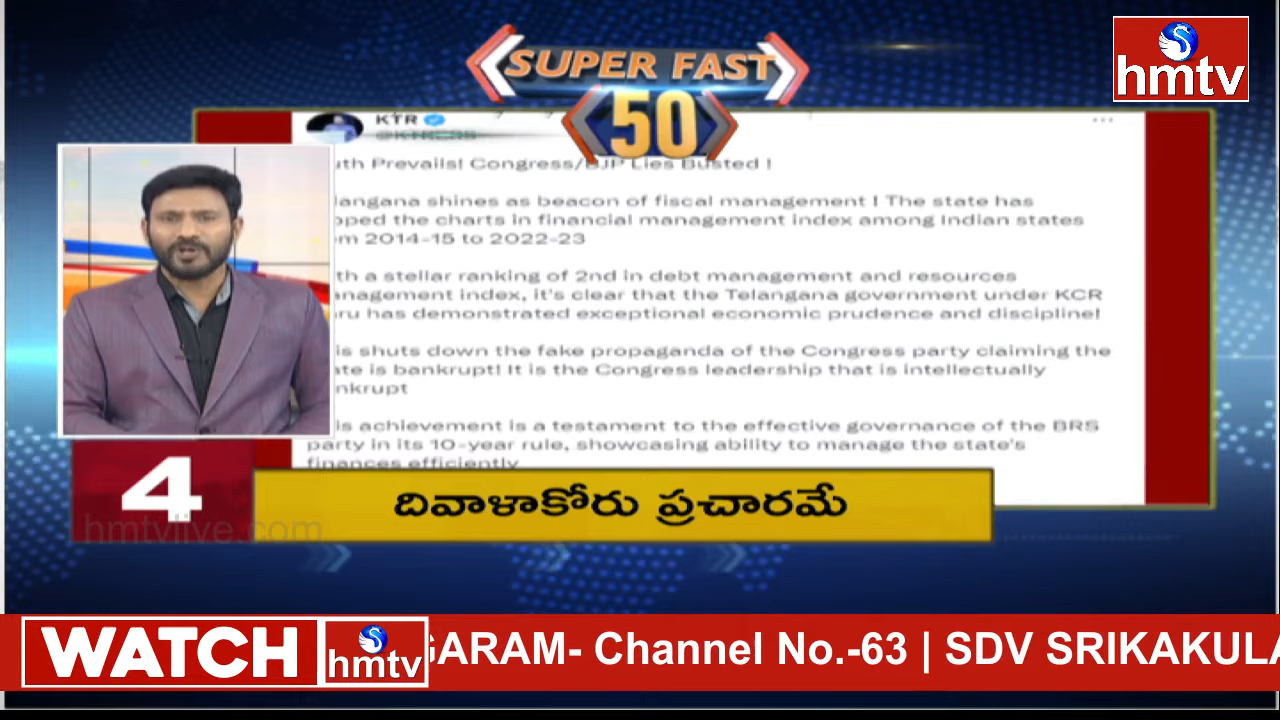 SUPER FAST
50
hmtv
KTR
uth Prevails! Congress/BJP Lies Busted !
langana shines as beacon of fiscal management ! The state has
pped the charts in financial management index among Indian states
m 2014-15 to 2022-23
th a stellar ranking of 2nd in debt management and resources
anagement index, it's clear that the Telangana government under KCR
aru has demonstrated exceptional economic prudence and discipline!
is shuts down the fake propaganda of the Congress party claiming the
ate is bankrupt! It is the Congress leadership that is intellectually
nkrupt
is achievement is a testament to the effective governance of the BRS
party in its 10-year rule, showcasing ability to manage the state's
finances efficiently
4
దివాళాకోరు ప్రచారమే
hmtvlive.com
WATCH hmtv GARAM- Channel No.-63 | SDV SRIKAKULA